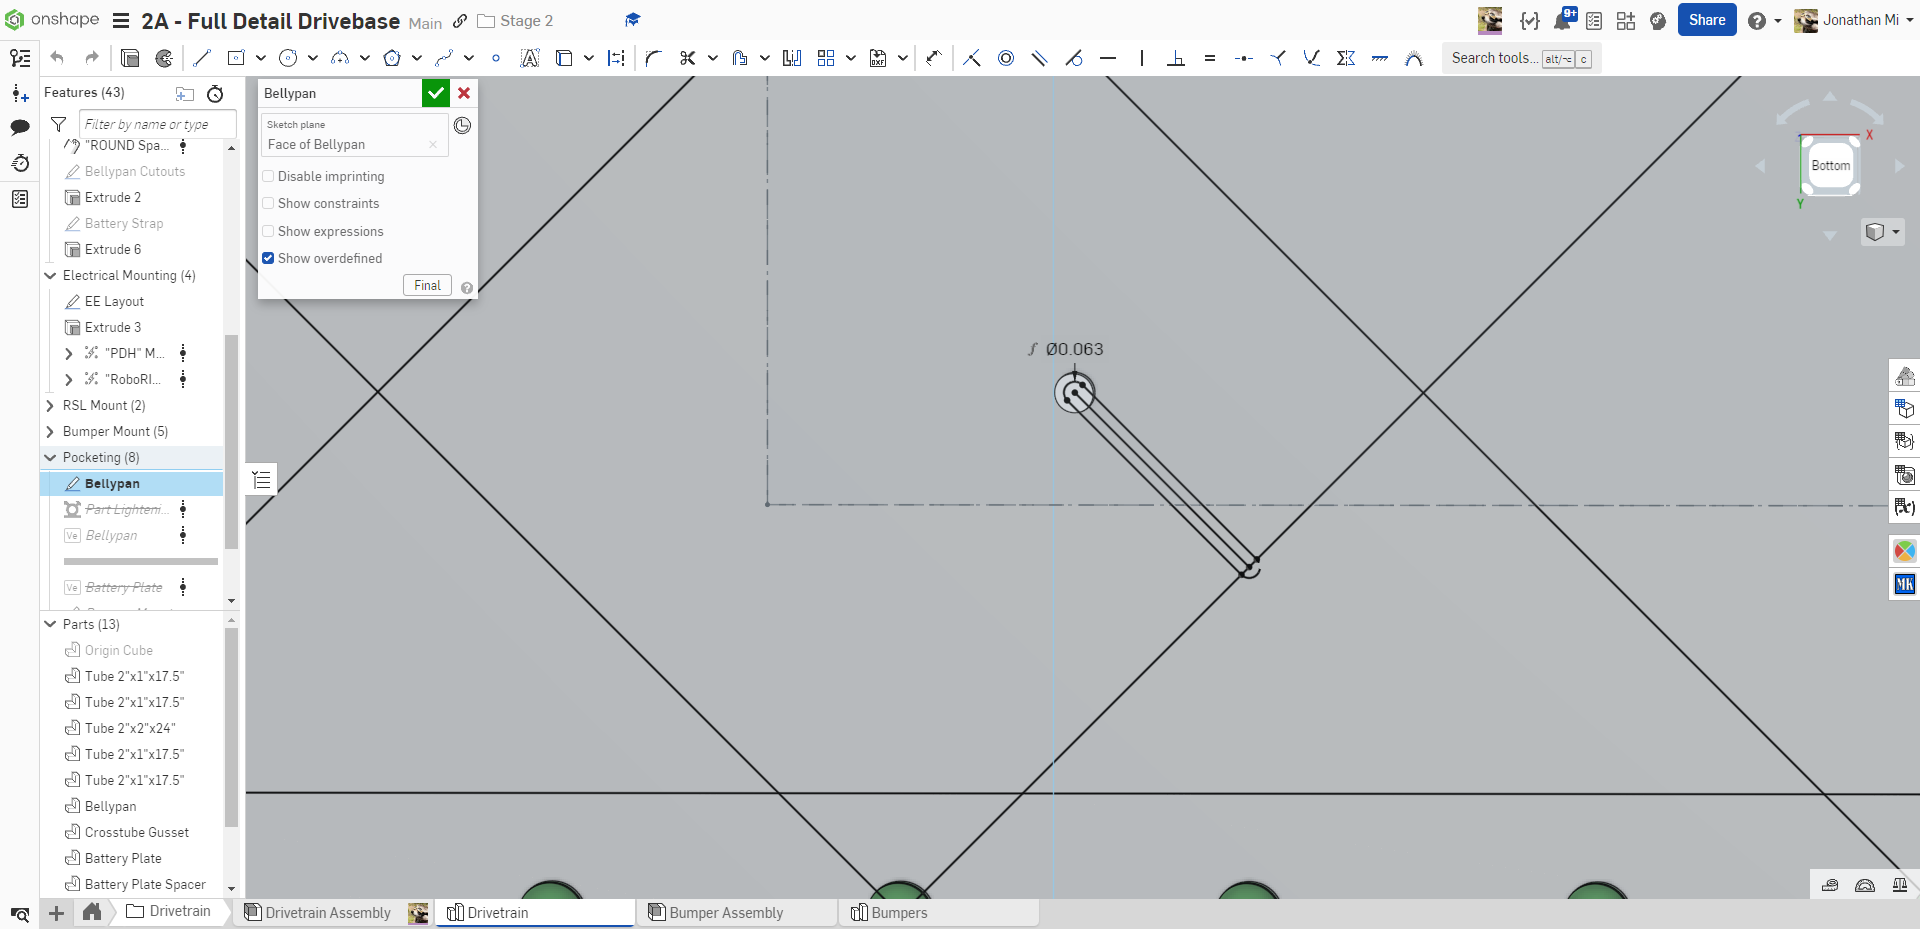 onshape
2A - Full Detail Drivebase
Main
Stage 2
9+
Share
Jonathan Mi
Search tools...
alt/⌥
c
Features (43)
Filter by name or type
"ROUND Spa...
Bellypan Cutouts
Extrude 2
Battery Strap
Extrude 6
Electrical Mounting (4)
EE Layout
Extrude 3
"PDH" M...
"RoboRI...
RSL Mount (2)
Bumper Mount (5)
Pocketing (8)
Bellypan
Part Lighteni...
Ve Bellypan
Ve Battery Plate
Parts (13)
Origin Cube
Tube 2"x1"x17.5"
Tube 2"x1"x17.5"
Tube 2"x2"x24"
Tube 2"x1"x17.5"
Tube 2"x1"x17.5"
Bellypan
Crosstube Gusset
Battery Plate
Battery Plate Spacer
Bellypan
Sketch plane
Face of Bellypan
Disable imprinting
Show constraints
Show expressions
Show overdefined
Final
Ø0.063
Bottom
X
Y
DXF
(x)
MK
Drivetrain
Drivetrain Assembly
Drivetrain
Bumper Assembly
Bumpers